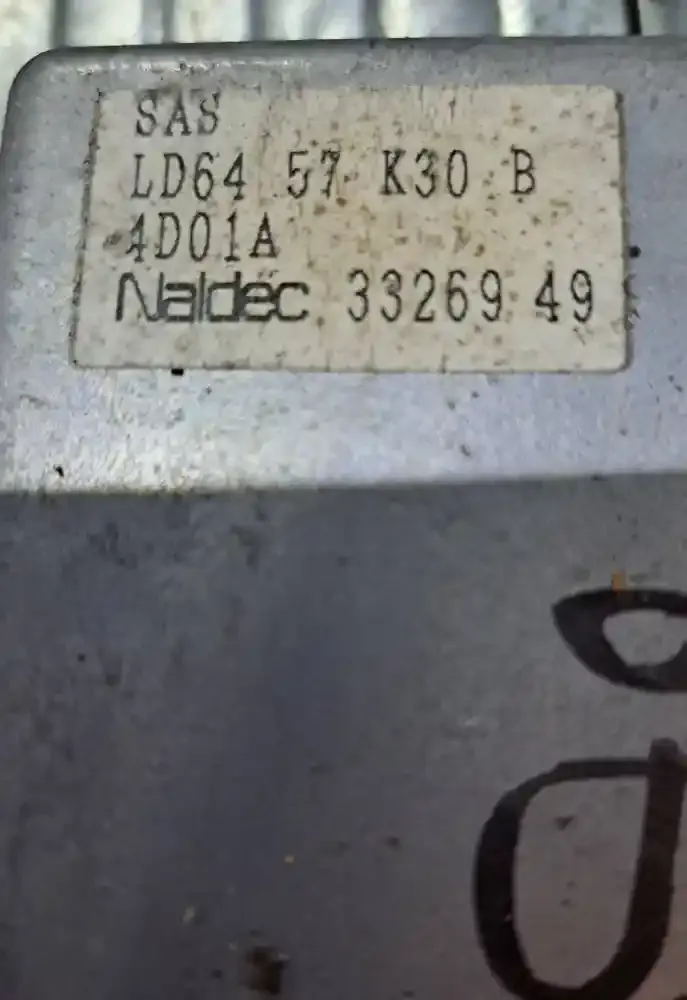 SAS
LD64 57 K30 B
4D01A
Naldec 33269 49